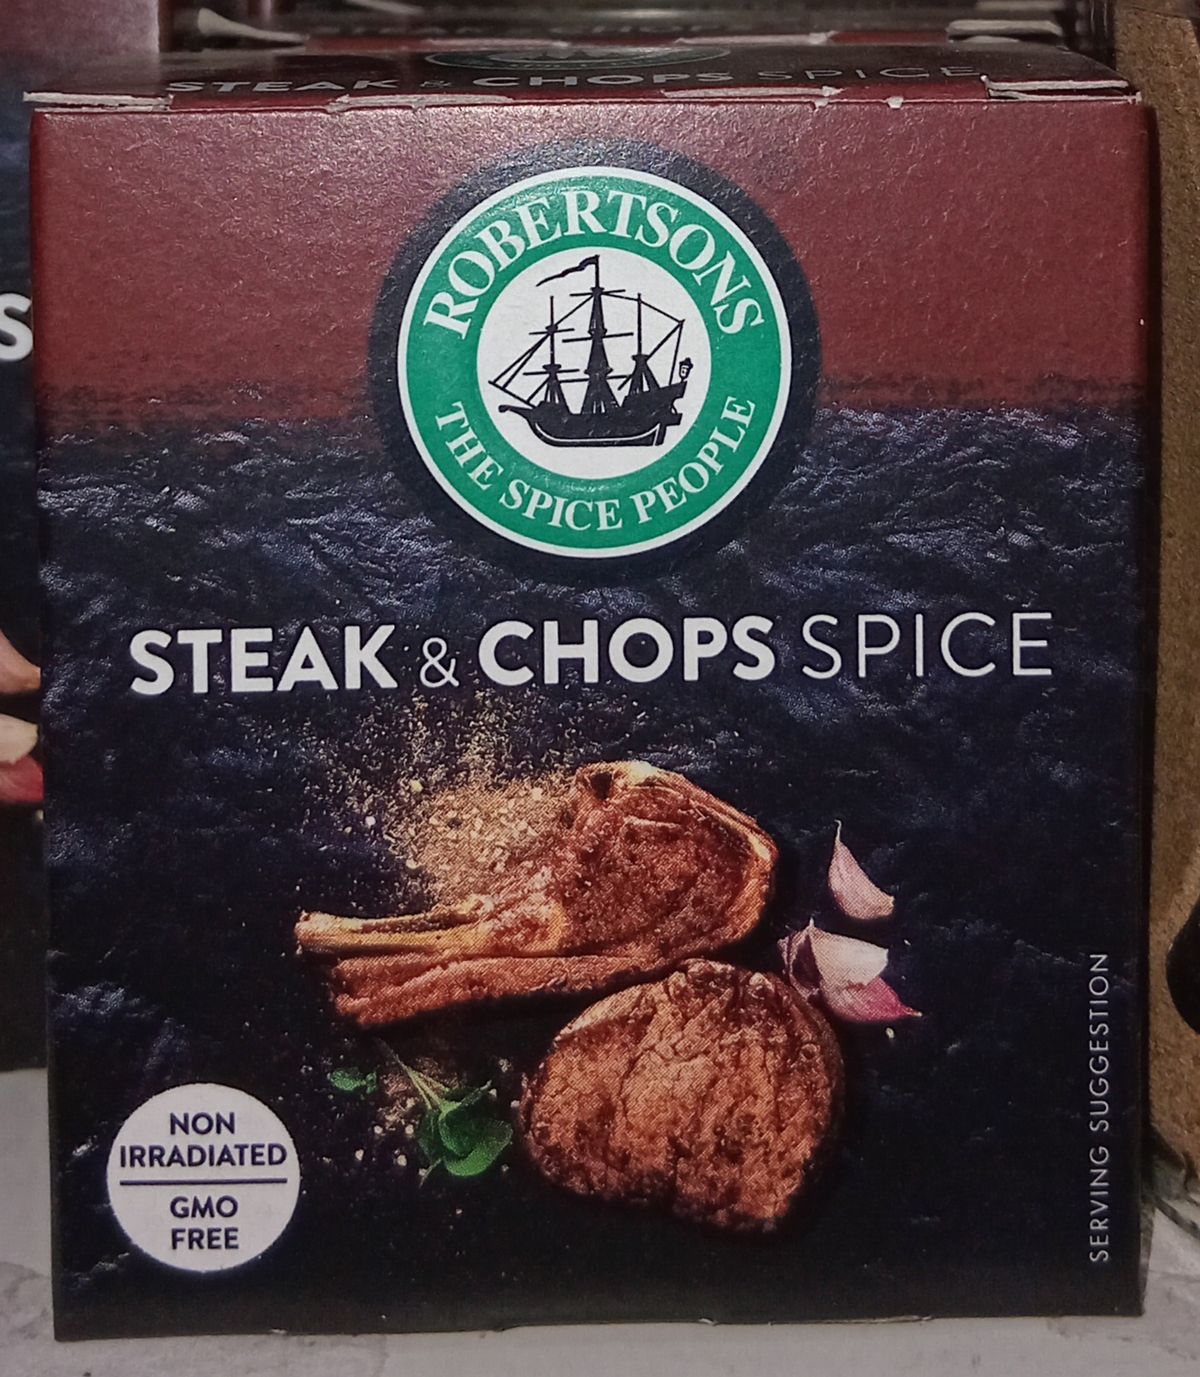 STEAK & CHOPS SPICE
ROBERTSONS
THE SPICE PEOPLE
S
STEAK & CHOPS SPICE
NON
IRRADIATED
GMO
FREE
SERVING SUGGESTION